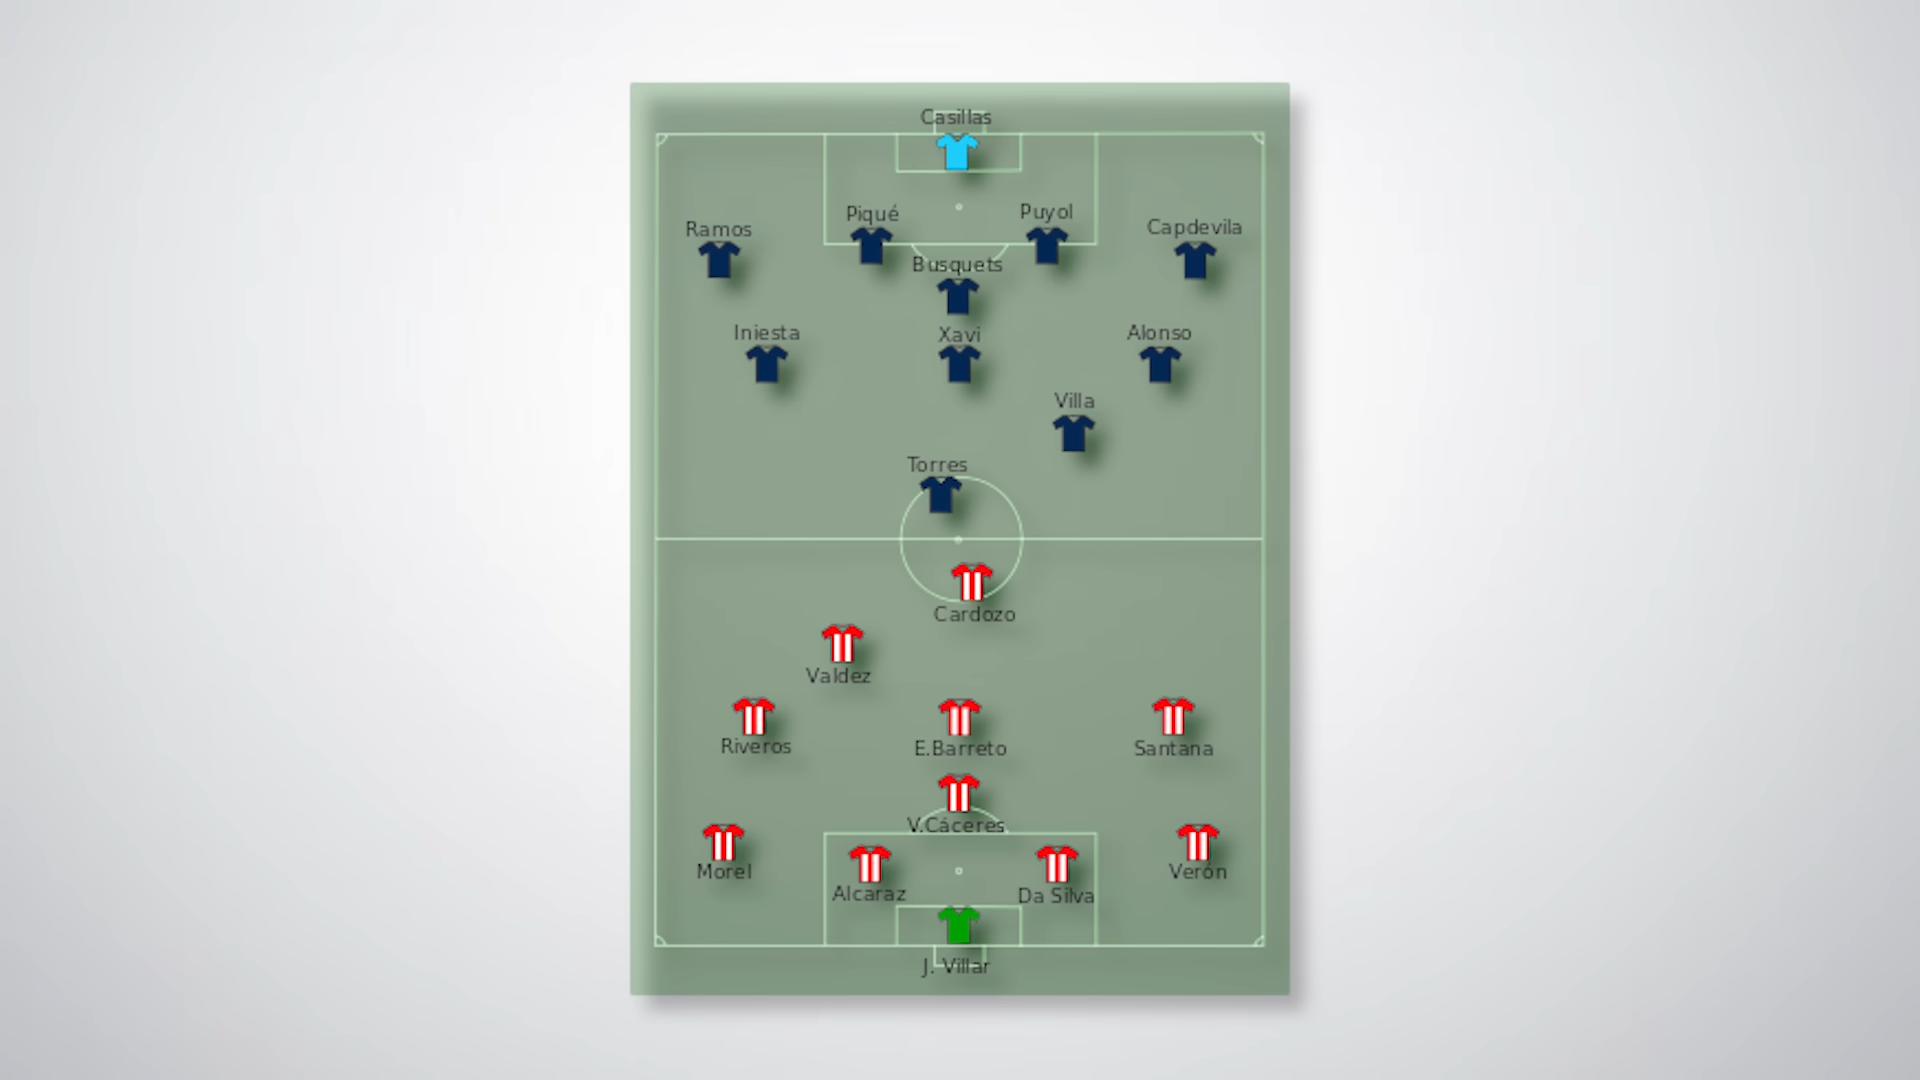 Casillas
Ramos
Piqué
Puyol
Capdevila
Busquets
Iniesta
Xavi
Alonso
Villa
Torres
Cardozo
Valdez
Riveros
E.Barreto
Santana
V.Cáceres
Morel
Alcaraz
Da Silva
Verón
J. Villar